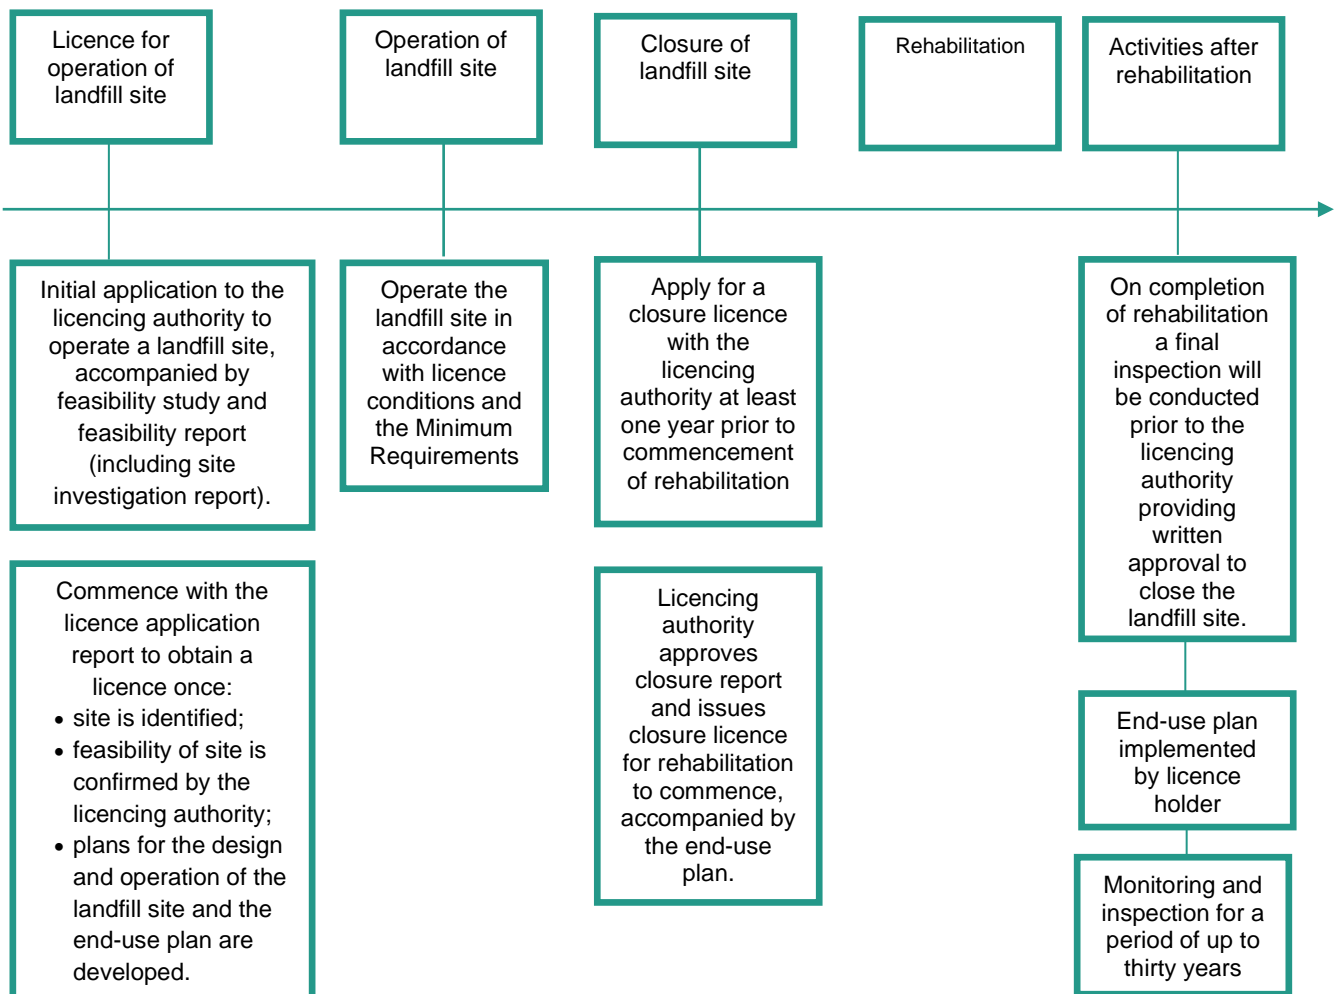 Licence for
operation of
landfill site
Operation of
landfill site
Closure of
landfill site
Rehabilitation
Activities after
rehabilitation
Initial application to the
licencing authority to
operate a landfill site,
accompanied by
feasibility study and
feasibility report
(including site
investigation report).
Commence with the
licence application
report to obtain a
licence once:
• site is identified;
• feasibility of site is
confirmed by the
licencing authority;
• plans for the design
and operation of the
landfill site and the
end-use plan are
developed.
Operate the
landfill site in
accordance
with licence
conditions and
the Minimum
Requirements
Apply for a
closure licence
with the
licencing
authority at least
one year prior to
commencement
of rehabilitation
Licencing
authority
approves
closure report
and issues
closure licence
for rehabilitation
to commence,
accompanied by
the end-use
plan.
On completion
of rehabilitation
a final
inspection will
be conducted
prior to the
licencing
authority
providing
written
approval to
close the
landfill site.
End-use plan
implemented
by licence
holder
Monitoring and
inspection for a
period of up to
thirty years